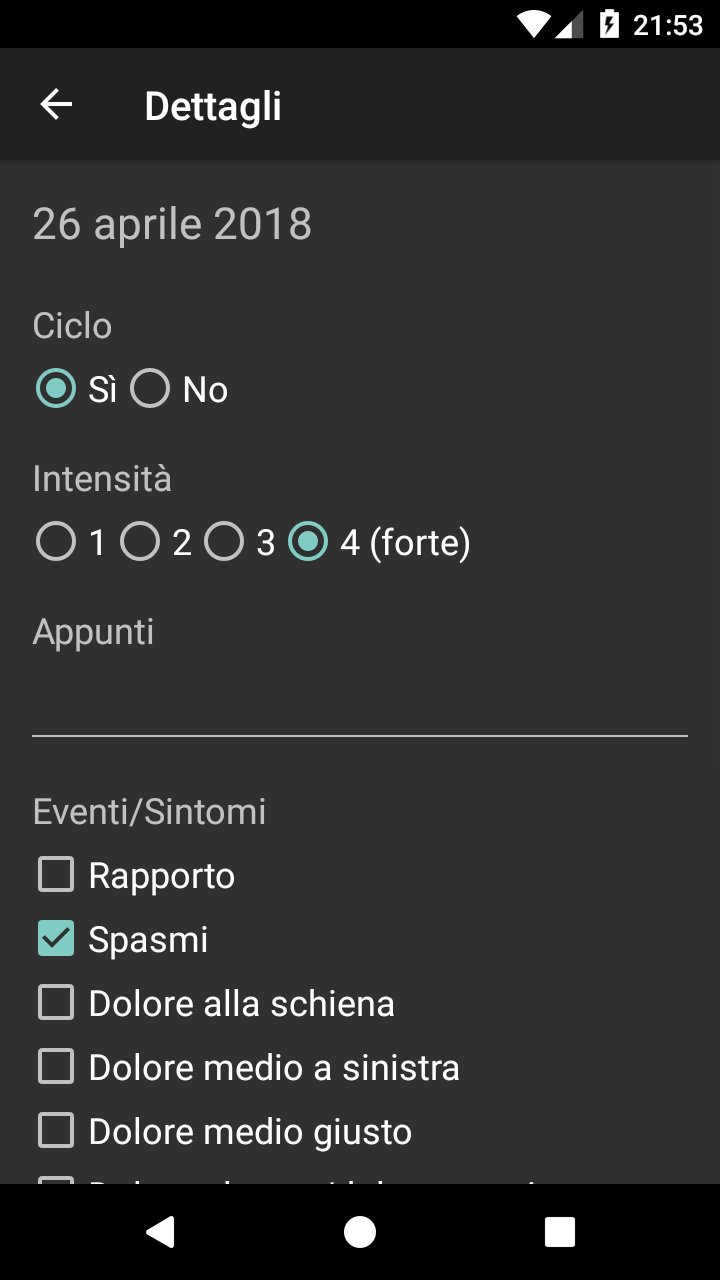 21:53
Dettagli
26 aprile 2018
Ciclo
Sì No
Intensità
1 2 3 4 (forte)
Appunti
Eventi/Sintomi
Rapporto
Spasmi
Dolore alla schiena
Dolore medio a sinistra
Dolore medio giusto